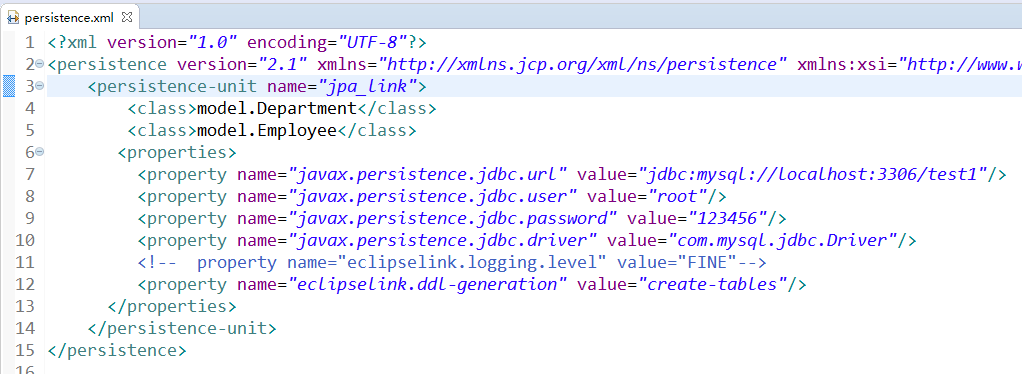 persistence.xml
1 <?xml version="1.0" encoding="UTF-8"?>
2 <persistence version="2.1" xmlns="http://xmlns.jcp.org/xml/ns/persistence" xmlns:xsi="http://www.w
3 <persistence-unit name="jpa_link">
4 <class>model.Department</class>
5 <class>model.Employee</class>
6 <properties>
7 <property name="javax.persistence.jdbc.url" value="jdbc:mysql://localhost:3306/test1"/>
8 <property name="javax.persistence.jdbc.user" value="root"/>
9 <property name="javax.persistence.jdbc.password" value="123456"/>
10 <property name="javax.persistence.jdbc.driver" value="com.mysql.jdbc.Driver"/>
11 <!--  property name="eclipselink.logging.level" value="FINE"-->
12 <property name="eclipselink.ddl-generation" value="create-tables"/>
13 </properties>
14 </persistence-unit>
15 </persistence>
16